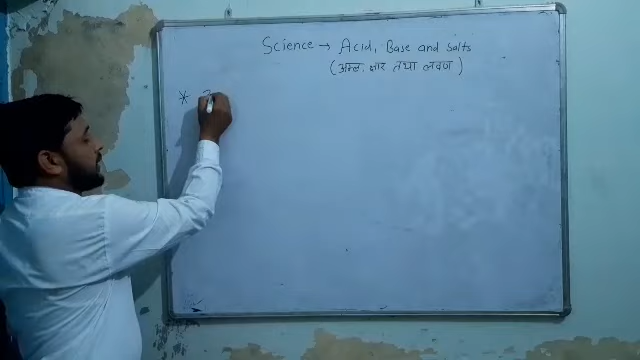 Science → Acid, Base and Salts
(अम्ल, क्षार तथा लवण)
*